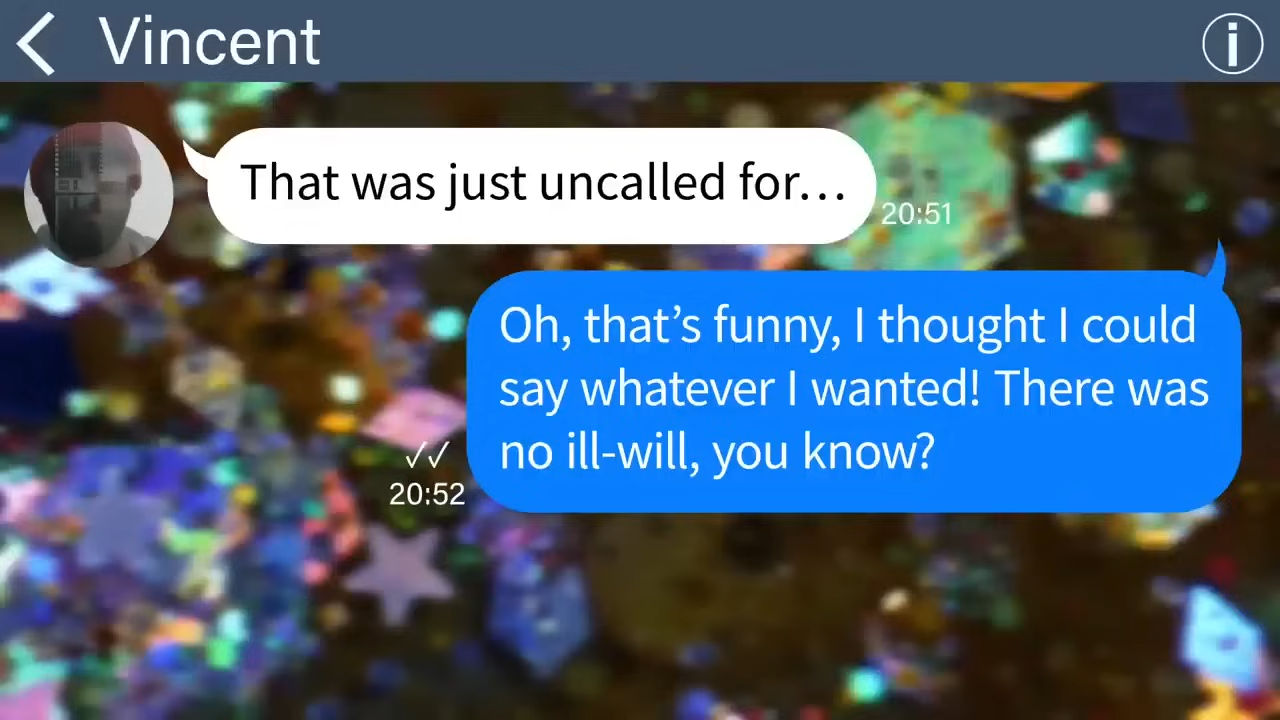 Vincent
That was just uncalled for…
20:51
Oh, that’s funny, I thought I could
say whatever I wanted! There was
no ill-will, you know?
20:52